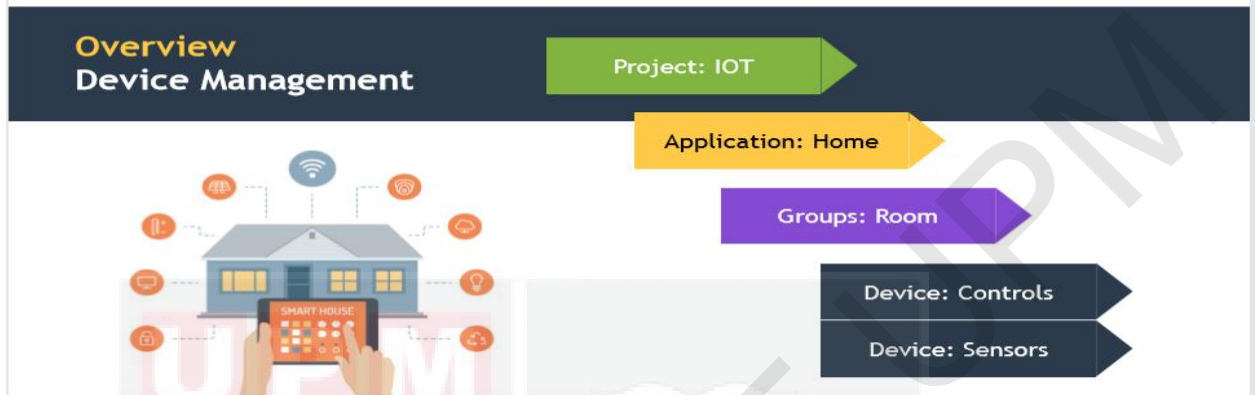 Overview
Device Management
Project: IOT
Application: Home
Groups: Room
Device: Controls
Device: Sensors
SMART HOUSE
UPM
UPM